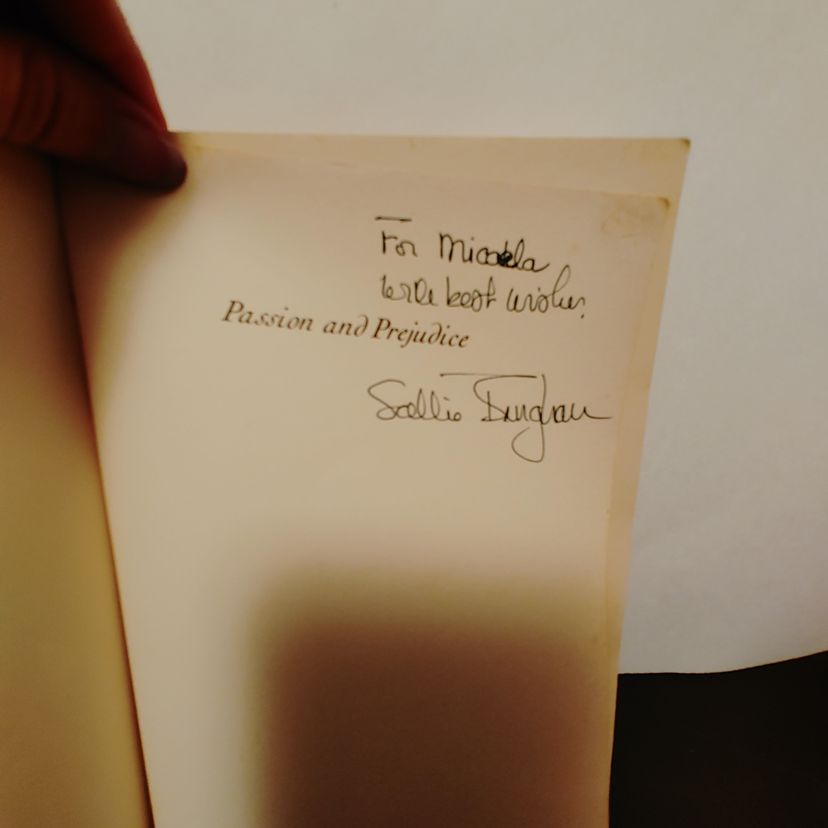 For Micaela
with best wishes,
Passion and Prejudice
Sallie Bingham